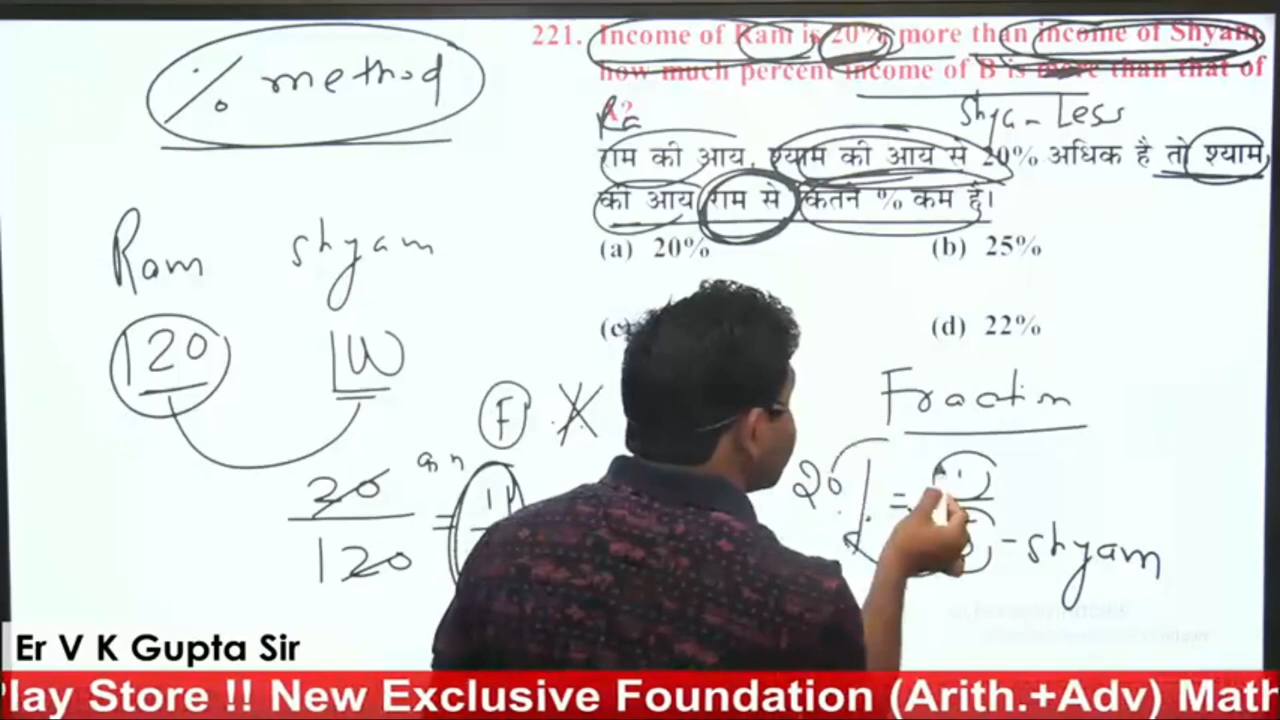 % method
221. Income of Ram is 20% more than income of Shyam,
how much percent income of B is more than that of
A?
Ra
Shya - Less
राम की आय, श्याम की आय से 20% अधिक है तो श्याम
की आय राम से कितने % कम है।
(a) 20%
(b) 25%
(d) 22%
Ram
shyam
120
100
F
Fraction
20
120
=
20% =
- shyam
Er V K Gupta Sir
Play Store !! New Exclusive Foundation (Arith.+Adv) Math